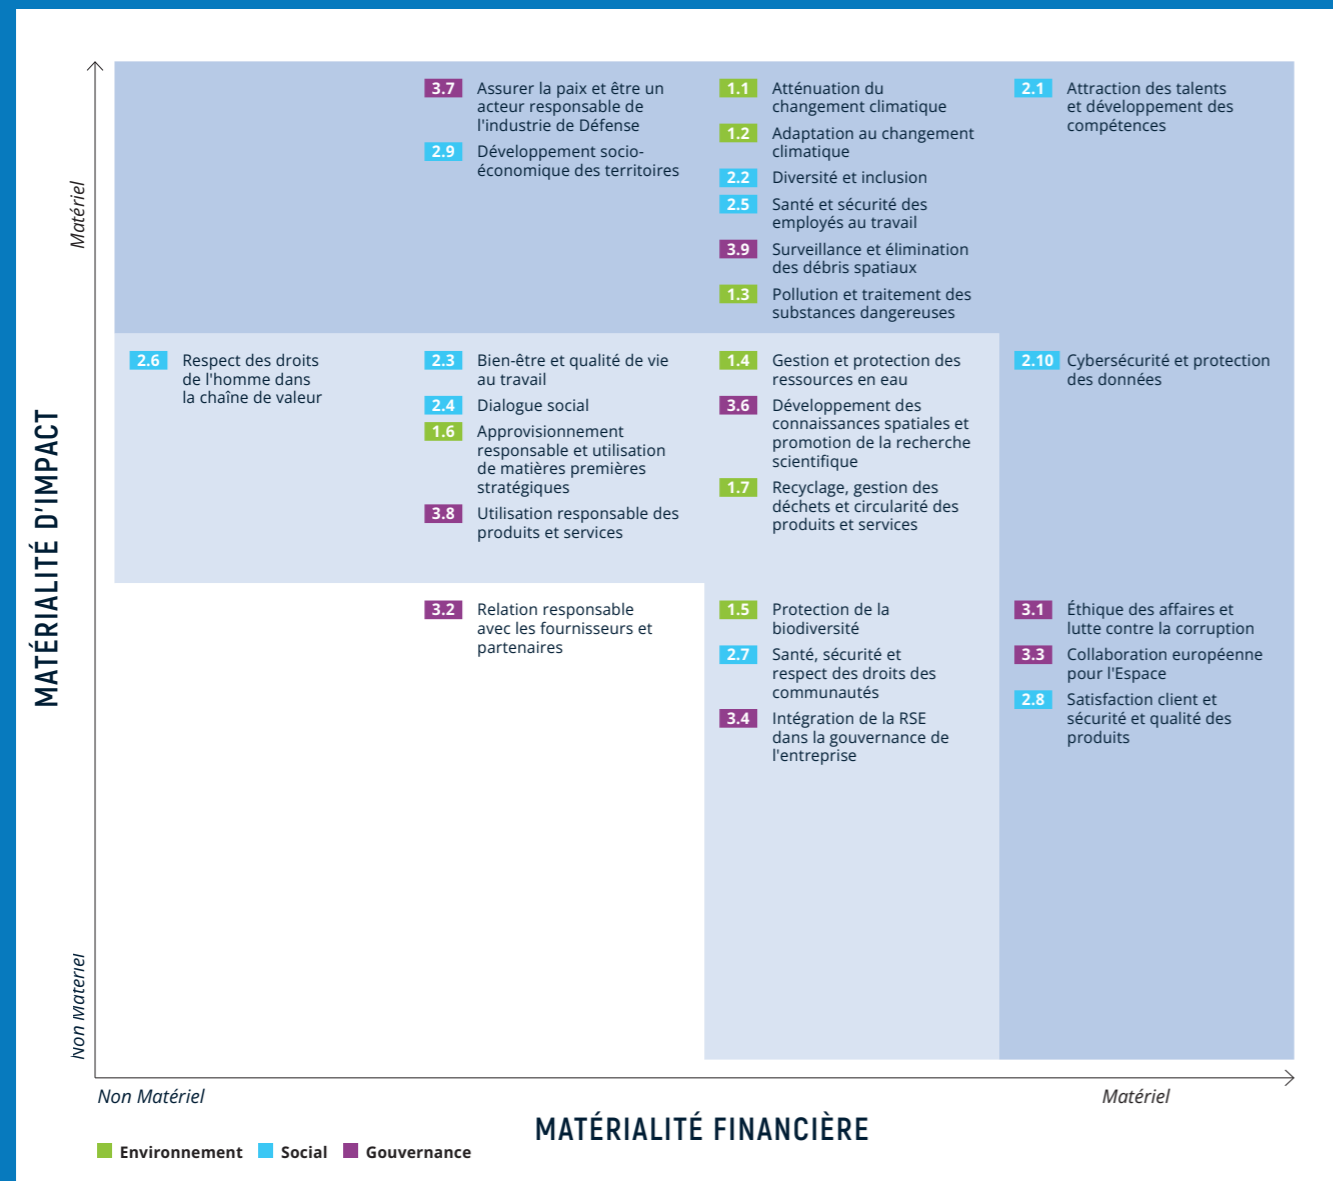 MATÉRIALITÉ D'IMPACT
Matériel
Non Materiel
3.7 Assurer la paix et être un
acteur responsable de
l'industrie de Défense
2.9 Développement socio-
économique des territoires
1.1 Atténuation du
changement climatique
1.2 Adaptation au changement
climatique
2.2 Diversité et inclusion
2.5 Santé et sécurité des
employés au travail
3.9 Surveillance et élimination
des débris spatiaux
1.3 Pollution et traitement des
substances dangereuses
2.1 Attraction des talents
et développement des
compétences
2.6 Respect des droits
de l'homme dans
la chaîne de valeur
2.3 Bien-être et qualité de vie
au travail
2.4 Dialogue social
1.6 Approvisionnement
responsable et utilisation
de matières premières
stratégiques
3.8 Utilisation responsable des
produits et services
1.4 Gestion et protection des
ressources en eau
3.6 Développement des
connaissances spatiales et
promotion de la recherche
scientifique
1.7 Recyclage, gestion des
déchets et circularité des
produits et services
2.10 Cybersécurité et protection
des données
3.2 Relation responsable
avec les fournisseurs et
partenaires
1.5 Protection de la
biodiversité
2.7 Santé, sécurité et
respect des droits des
communautés
3.4 Intégration de la RSE
dans la gouvernance de
l'entreprise
3.1 Éthique des affaires et
lutte contre la corruption
3.3 Collaboration européenne
pour l'Espace
2.8 Satisfaction client et
sécurité et qualité des
produits
Non Matériel
Matériel
MATÉRIALITÉ FINANCIÈRE
Environnement Social Gouvernance